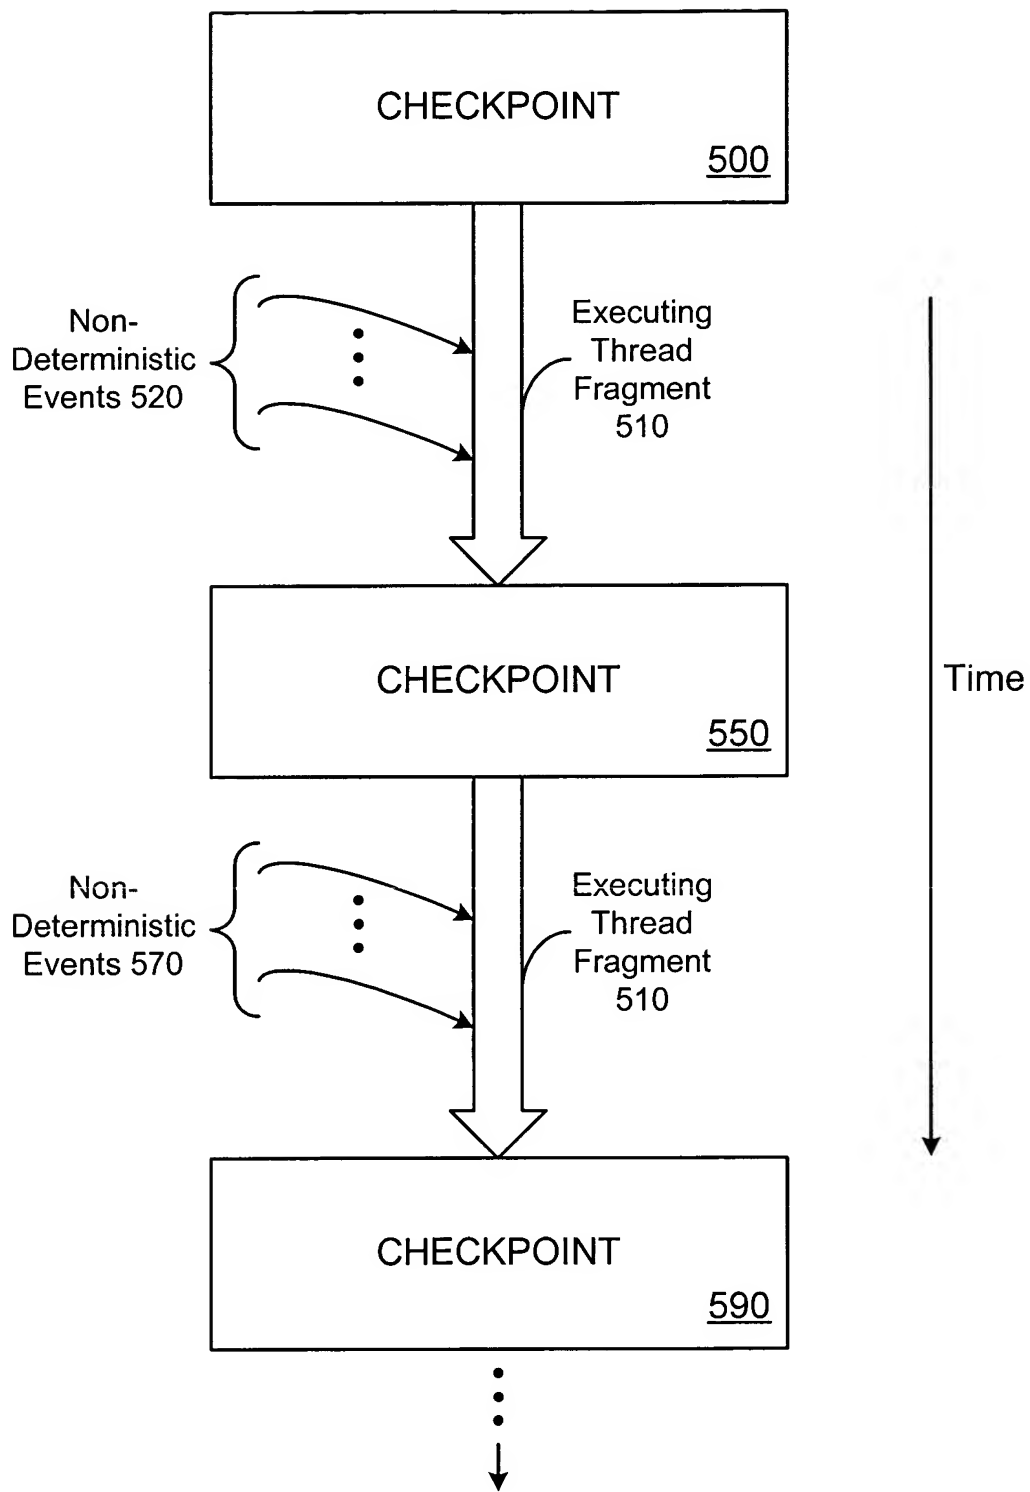 CHECKPOINT
500
Non-
Deterministic
Events 520
Executing
Thread
Fragment
510
CHECKPOINT
550
Time
Non-
Deterministic
Events 570
Executing
Thread
Fragment
510
CHECKPOINT
590